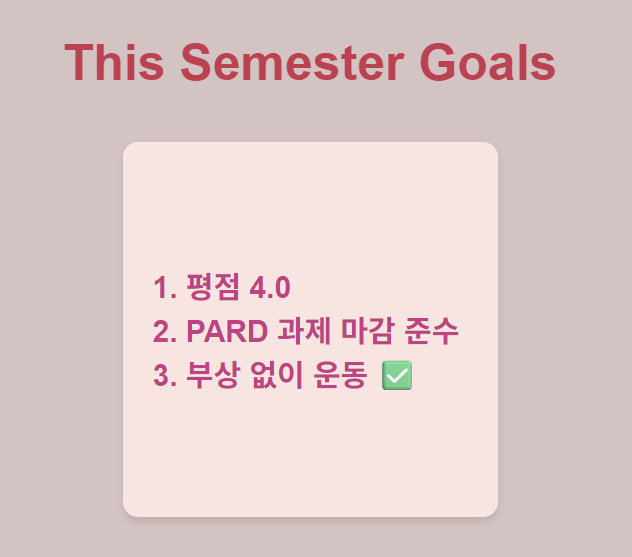 This Semester Goals
1. 평점 4.0
2. PARD 과제 마감 준수
3. 부상 없이 운동 ✅